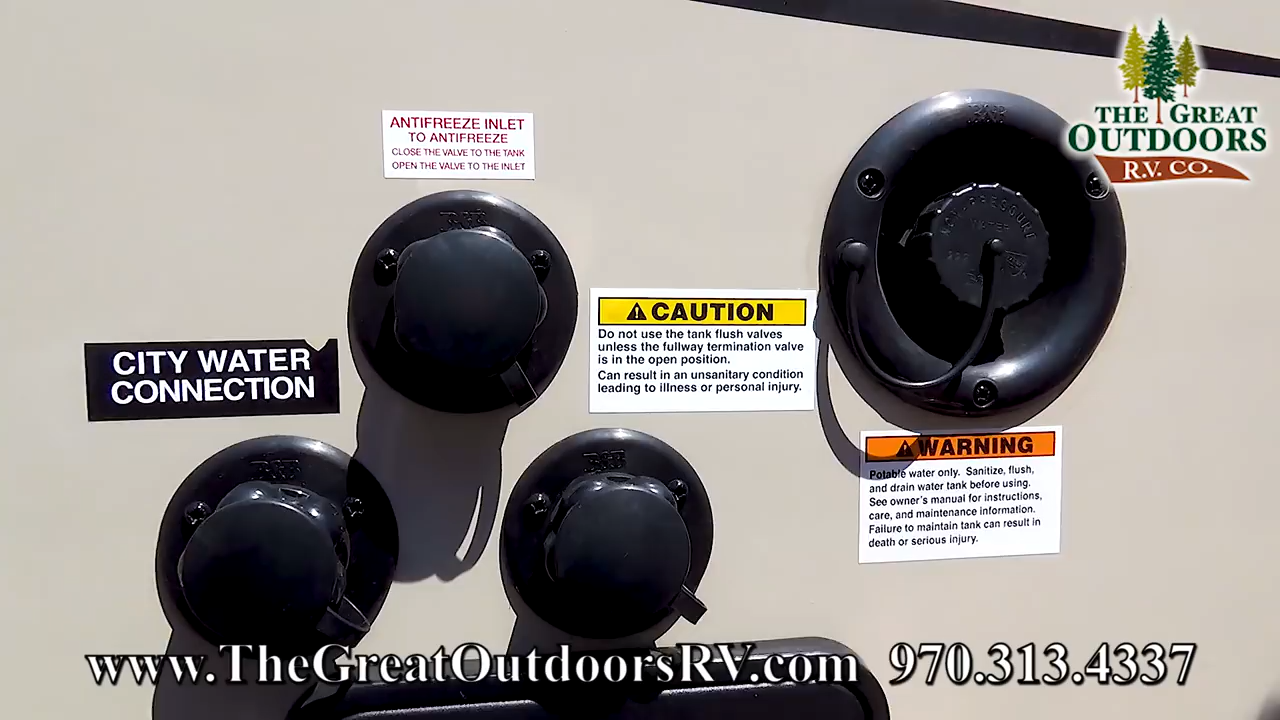 THE GREAT
OUTDOORS
R.V. CO.
ANTIFREEZE INLET
TO ANTIFREEZE
CLOSE THE VALVE TO THE TANK
OPEN THE VALVE TO THE INLET
PRESSURE
WATER
CAUTION
Do not use the tank flush valves
unless the fullway termination valve
is in the open position.
Can result in an unsanitary condition
leading to illness or personal injury.
CITY WATER
CONNECTION
WARNING
Potable water only. Sanitize, flush,
and drain water tank before using.
See owner's manual for instructions,
care, and maintenance information.
Failure to maintain tank can result in
death or serious injury.
www.TheGreatOutdoorsRV.com 970.313.4337